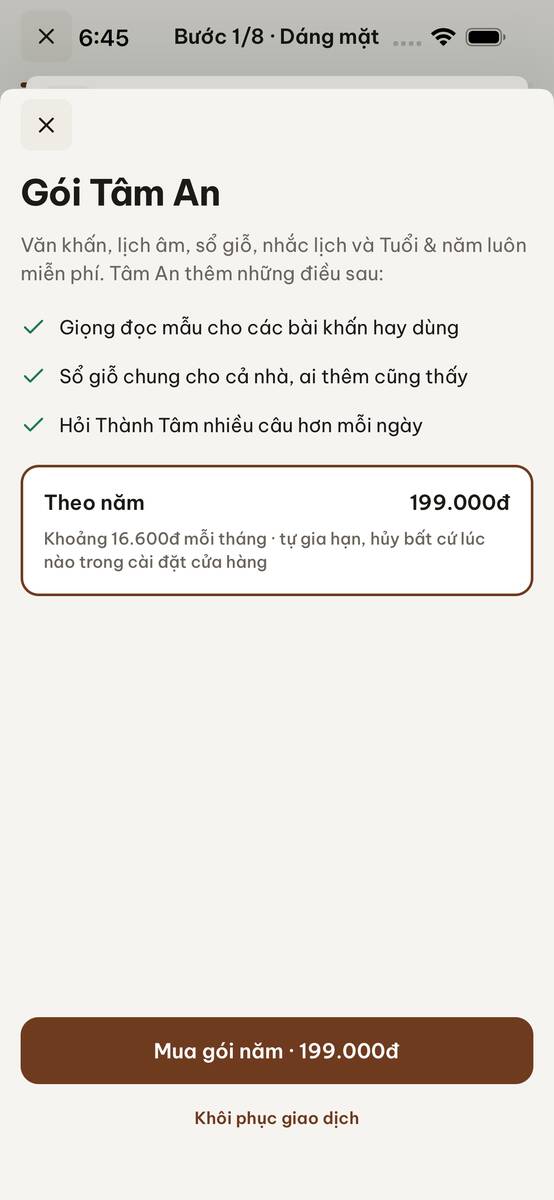 6:45
Bước 1/8 · Dáng mặt
Gói Tâm An
Văn khấn, lịch âm, sổ giỗ, nhắc lịch và Tuổi & năm luôn
miễn phí. Tâm An thêm những điều sau:
Giọng đọc mẫu cho các bài khấn hay dùng
Sổ giỗ chung cho cả nhà, ai thêm cũng thấy
Hỏi Thành Tâm nhiều câu hơn mỗi ngày
Theo năm 199.000đ
Khoảng 16.600đ mỗi tháng · tự gia hạn, hủy bất cứ lúc
nào trong cài đặt cửa hàng
Mua gói năm · 199.000đ
Khôi phục giao dịch